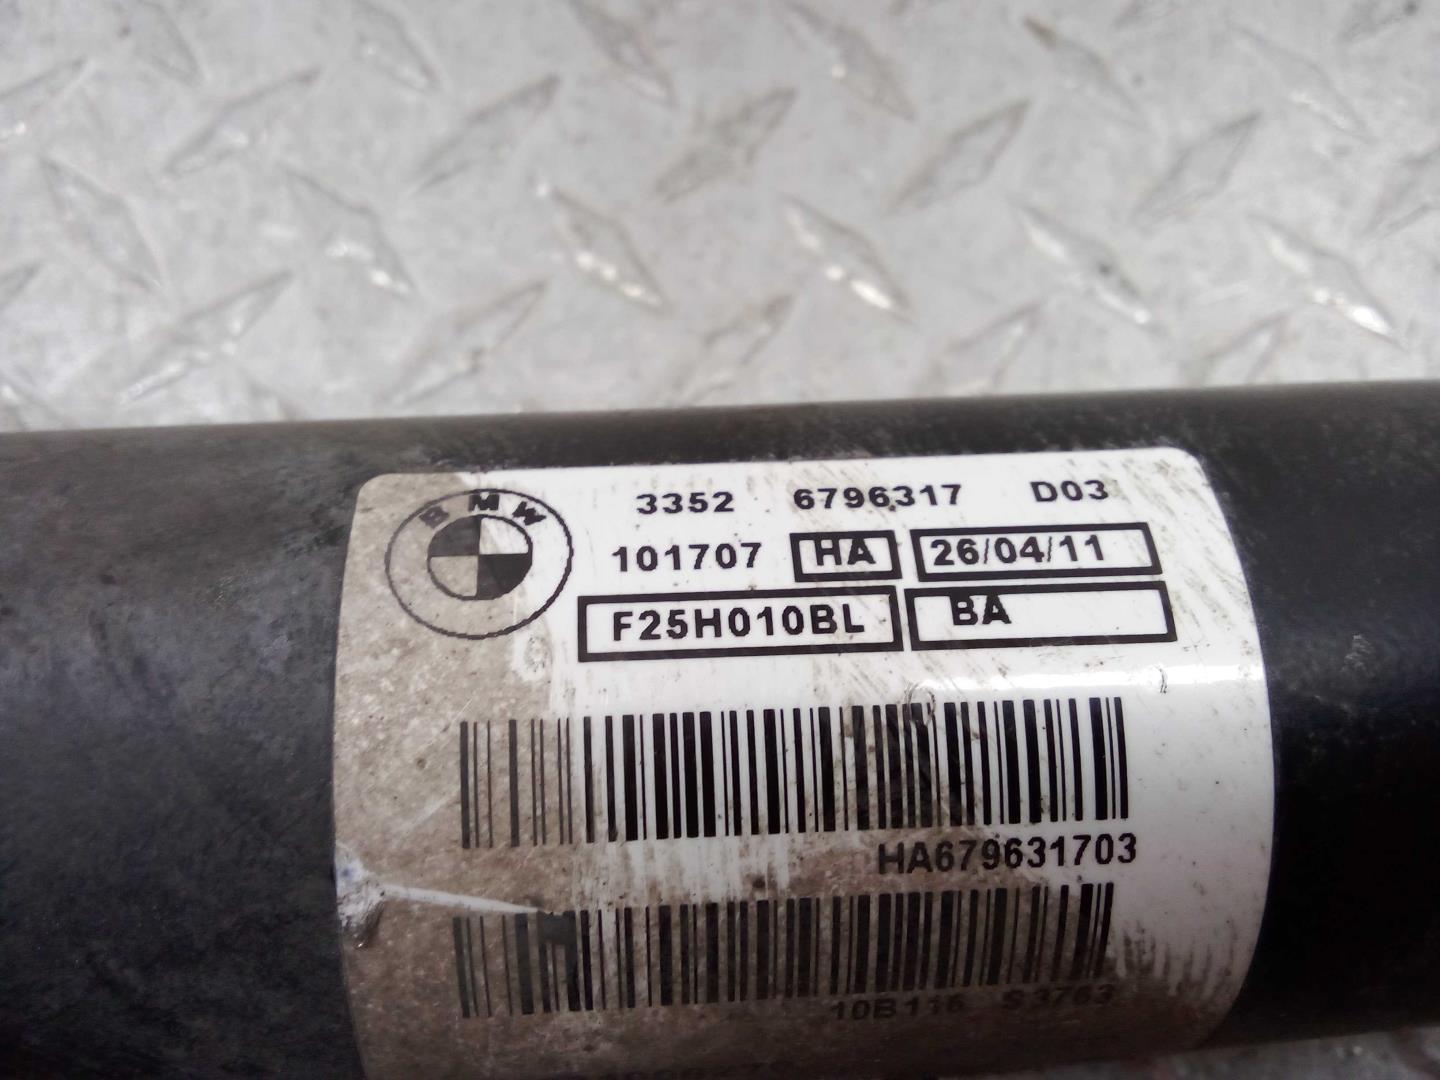 BMW
3352 6796317 D03
101707 HA 26/04/11
F25H010BL BA
HA679631703
10B116 S3763